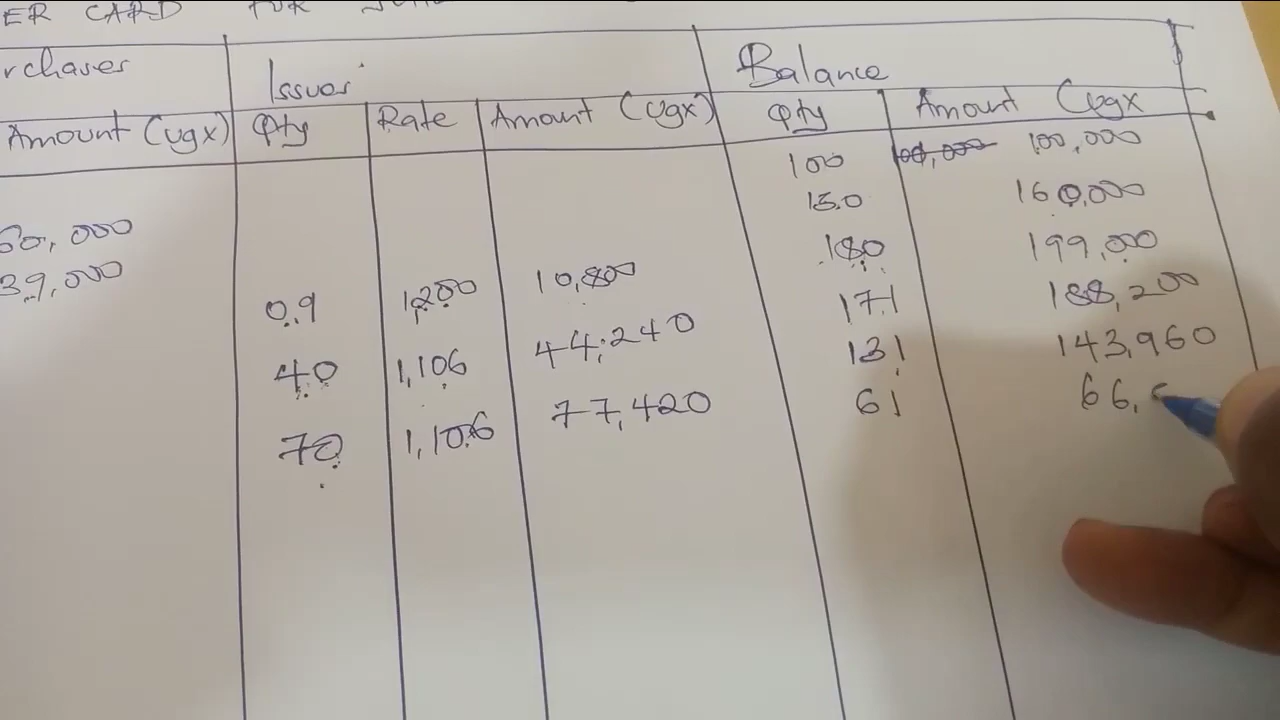 ER CARD FOR
rchases Issues Balance
Amount (ugx) Qty Rate Amount (ugx) Qty Amount (ugx
100 100,000 100,000
150 160,000
60,000 180 199,000
39,000 0.9 1,200 10,800 171 188,200
40 1,106 44,240 131 143,960
70 1,106 77,420 61 66,